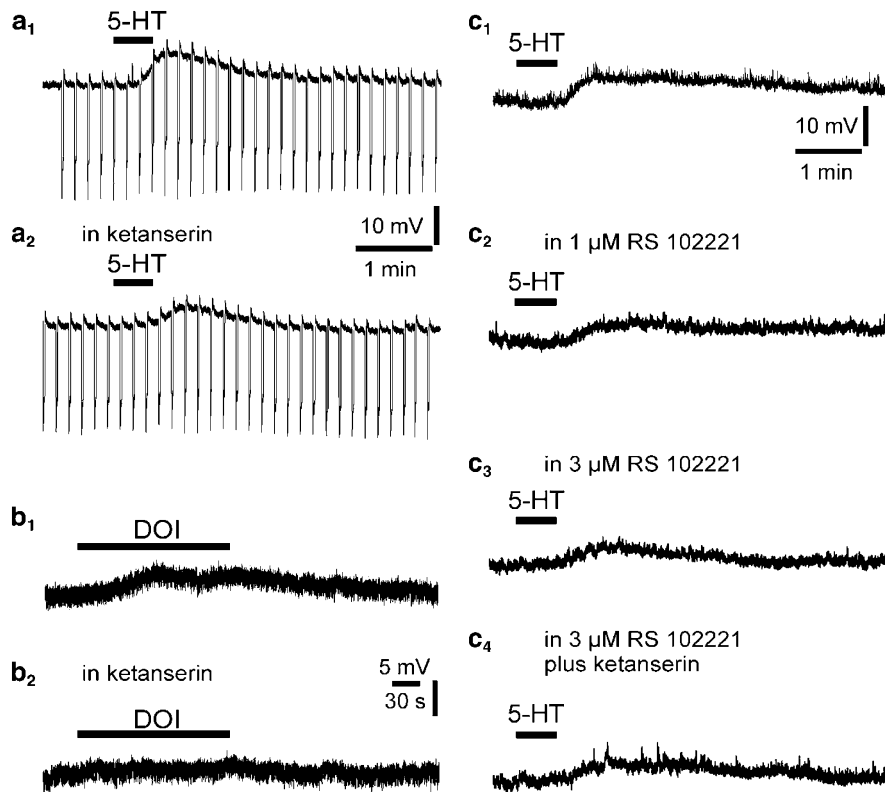 a1
5-HT
10 mV
1 min
a2 in ketanserin
5-HT
b1
DOI
b2 in ketanserin
5 mV
30 s
DOI
c1
5-HT
10 mV
1 min
c2 in 1 µM RS 102221
5-HT
c3 in 3 µM RS 102221
5-HT
c4 in 3 µM RS 102221
plus ketanserin
5-HT